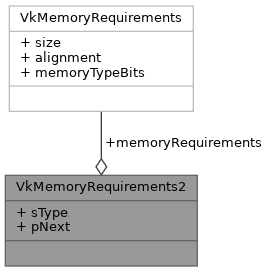 VkMemoryRequirements
+ size
+ alignment
+ memoryTypeBits
+memoryRequirements
VkMemoryRequirements2
+ sType
+ pNext